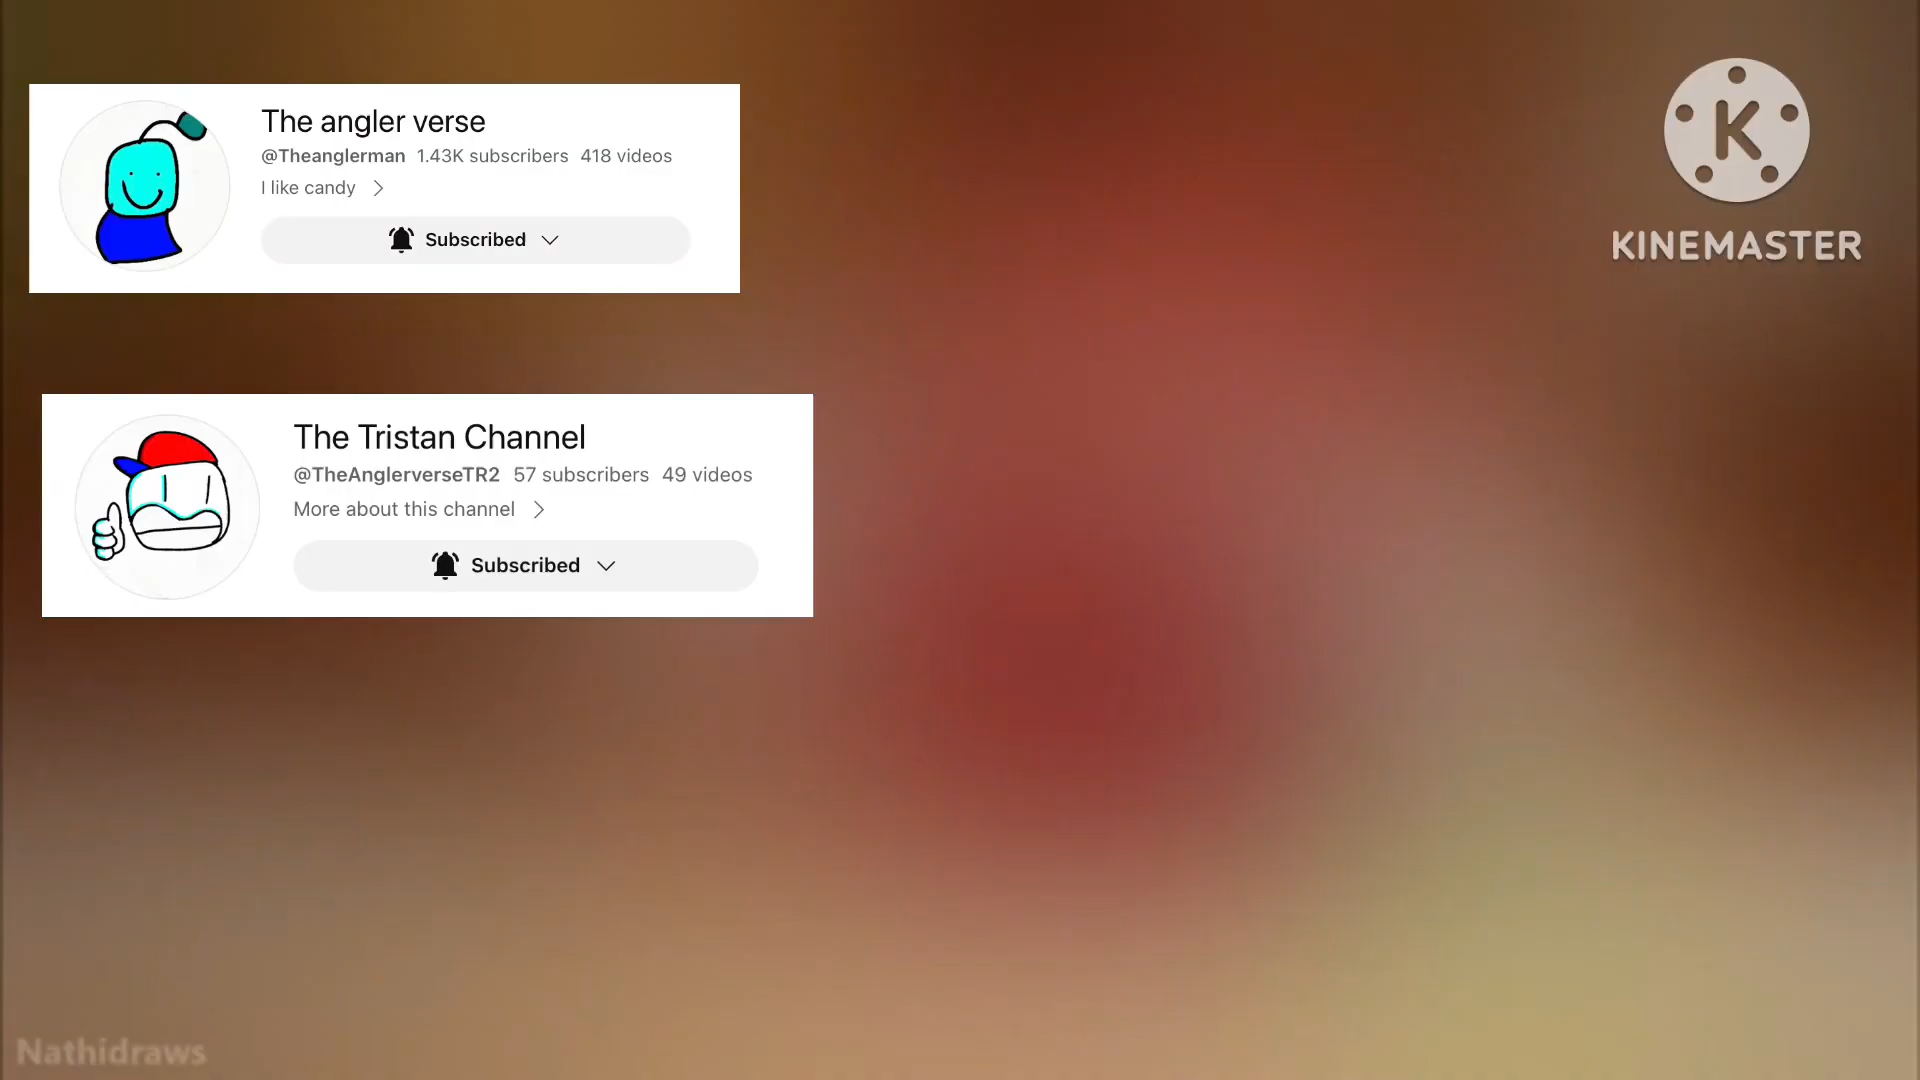 The angler verse
@Theanglerman 1.43K subscribers 418 videos
I like candy
Subscribed
The Tristan Channel
@TheAnglerverseTR2 57 subscribers 49 videos
More about this channel
Subscribed
K
KINEMASTER
Nathidraws